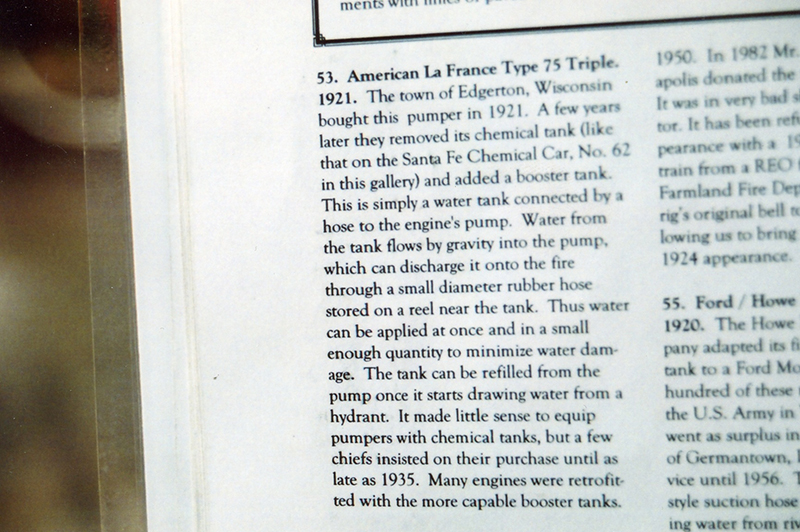 ments with
53. American La France Type 75 Triple.
1921. The town of Edgerton, Wisconsin
bought this pumper in 1921. A few years
later they removed its chemical tank (like
that on the Santa Fe Chemical Car, No. 62
in this gallery) and added a booster tank.
This is simply a water tank connected by a
hose to the engine's pump. Water from
the tank flows by gravity into the pump,
which can discharge it onto the fire
through a small diameter rubber hose
stored on a reel near the tank. Thus water
can be applied at once and in a small
enough quantity to minimize water dam-
age. The tank can be refilled from the
pump once it starts drawing water from a
hydrant. It made little sense to equip
pumpers with chemical tanks, but a few
chiefs insisted on their purchase until as
late as 1935. Many engines were retrofit-
ted with the more capable booster tanks.
1950. In 1982 Mr.
apolis donated the
It was in very bad
tor. It has been
pearance with a
train from a REO
Farmland Fire
rig's original bell
lowing us to bring
1924 appearance.
55. Ford / Howe
1920. The Howe
pany adapted its
tank to a Ford
hundred of these
the U.S. Army in
went as surplus in
of Germantown,
vice until 1956.
style suction hose
ing water from